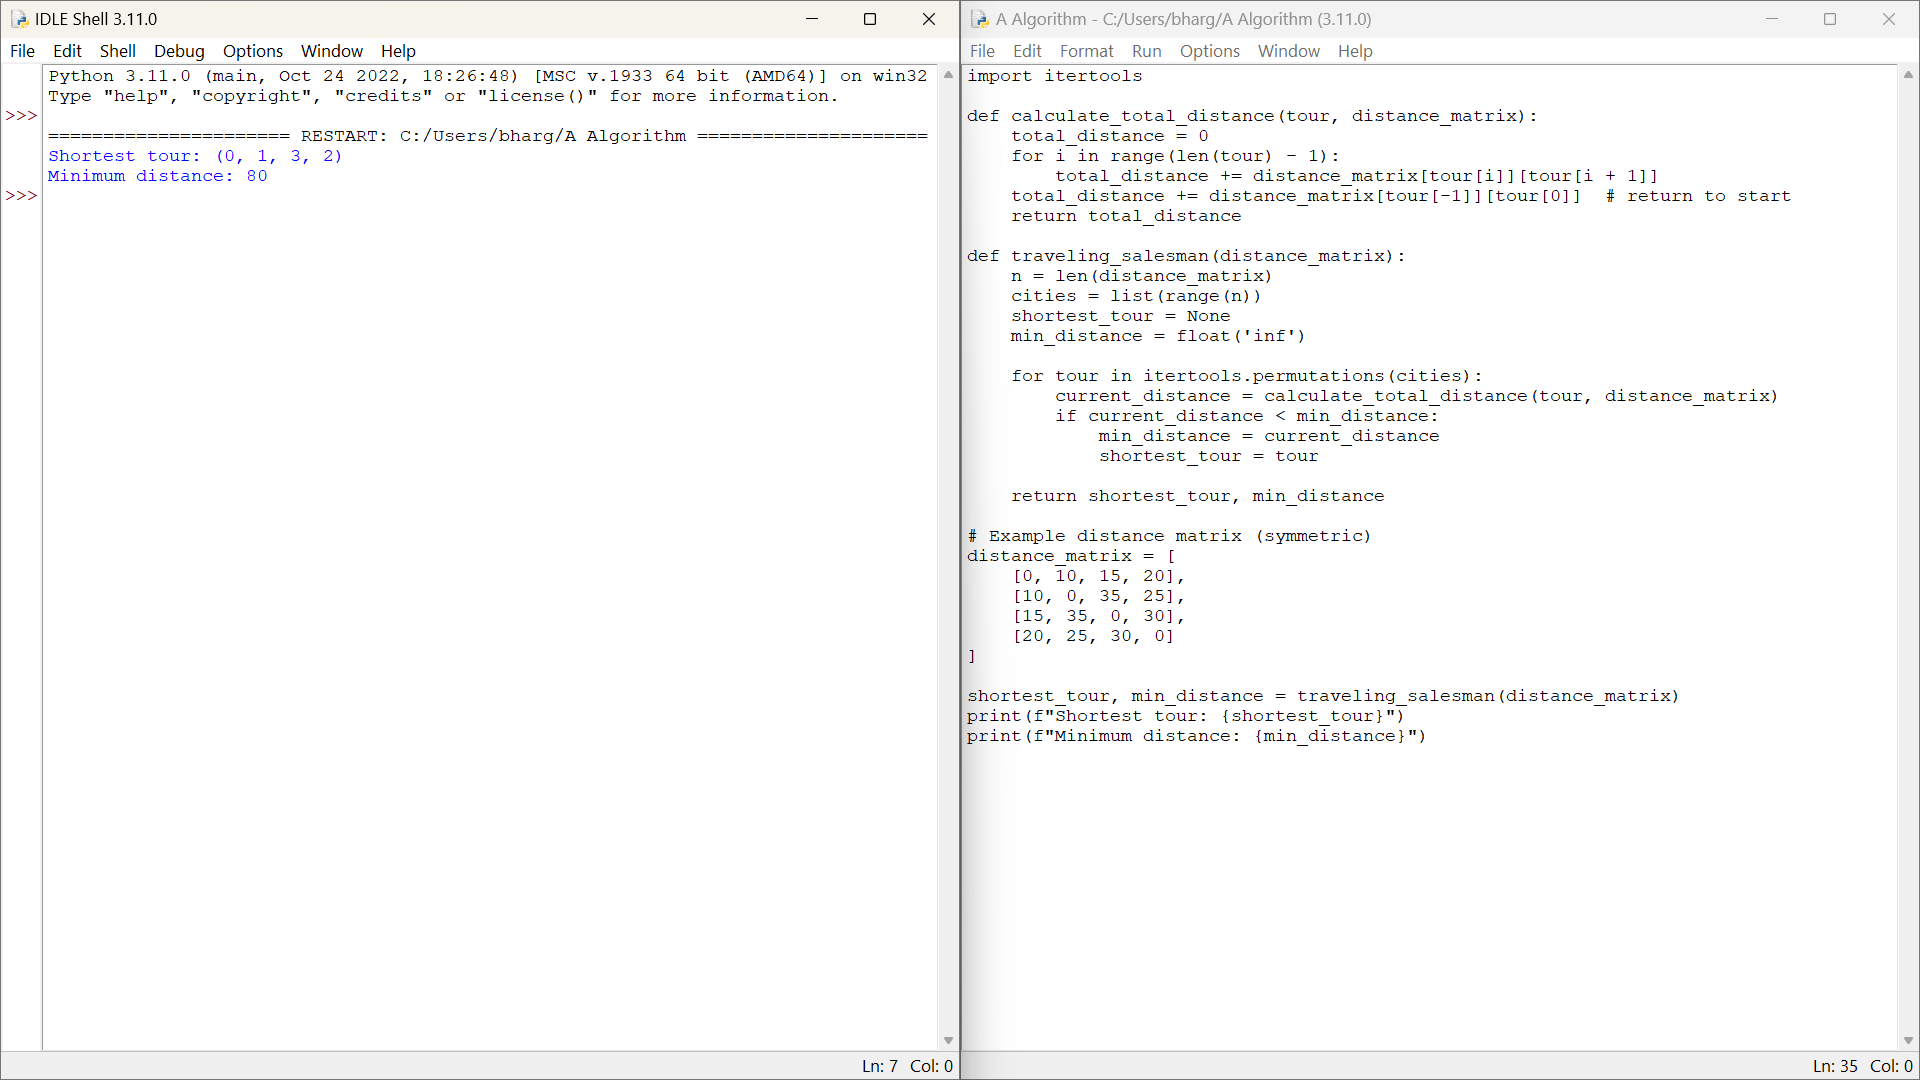 IDLE Shell 3.11.0
File Edit Shell Debug Options Window Help
Python 3.11.0 (main, Oct 24 2022, 18:26:48) [MSC v.1933 64 bit (AMD64)] on win32
Type "help", "copyright", "credits" or "license()" for more information.
>>>
====================== RESTART: C:/Users/bharg/A Algorithm =====================
Shortest tour: (0, 1, 3, 2)
Minimum distance: 80
>>>
Ln: 7 Col: 0
A Algorithm - C:/Users/bharg/A Algorithm (3.11.0)
File Edit Format Run Options Window Help
import itertools

def calculate_total_distance(tour, distance_matrix):
    total_distance = 0
    for i in range(len(tour) - 1):
        total_distance += distance_matrix[tour[i]][tour[i + 1]]
    total_distance += distance_matrix[tour[-1]][tour[0]]  # return to start
    return total_distance

def traveling_salesman(distance_matrix):
    n = len(distance_matrix)
    cities = list(range(n))
    shortest_tour = None
    min_distance = float('inf')

    for tour in itertools.permutations(cities):
        current_distance = calculate_total_distance(tour, distance_matrix)
        if current_distance < min_distance:
            min_distance = current_distance
            shortest_tour = tour

    return shortest_tour, min_distance

# Example distance matrix (symmetric)
distance_matrix = [
    [0, 10, 15, 20],
    [10, 0, 35, 25],
    [15, 35, 0, 30],
    [20, 25, 30, 0]
]

shortest_tour, min_distance = traveling_salesman(distance_matrix)
print(f"Shortest tour: {shortest_tour}")
print(f"Minimum distance: {min_distance}")
Ln: 35 Col: 0